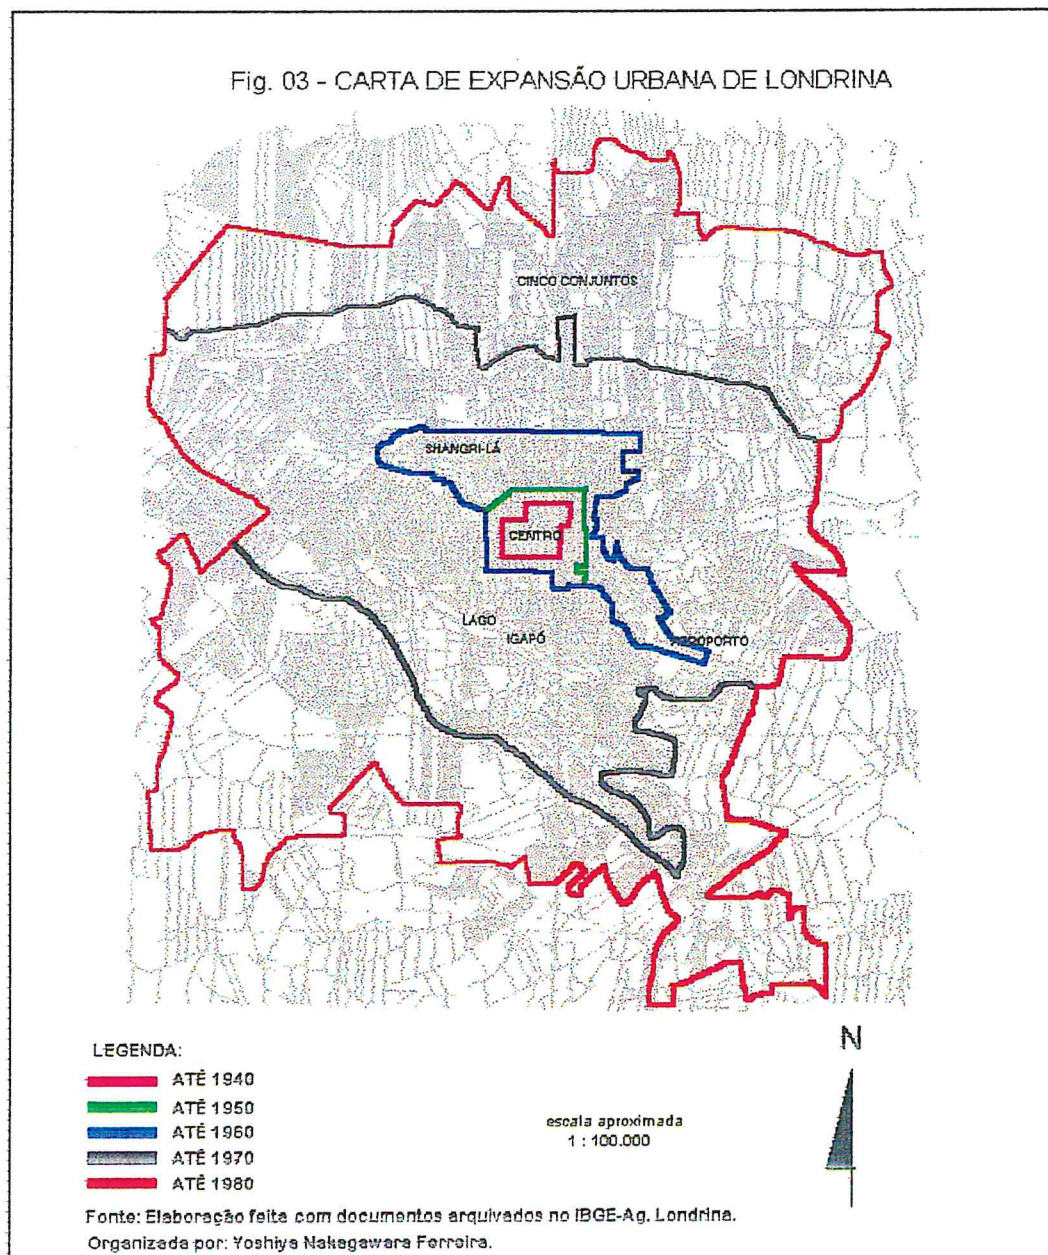 Fig. 03 - CARTA DE EXPANSÃO URBANA DE LONDRINA
CINCO CONJUNTOS
SHANGRI-LÁ
CENTRO
LAGO
IGAPÓ
AEROPORTO
N
LEGENDA:
ATÉ 1940
ATÉ 1950
ATÉ 1960
ATÉ 1970
ATÉ 1980
escala aproximada
1 : 100.000
Fonte: Elaboração feita com documentos arquivados no IBGE-Ag. Londrina.
Organizada por: Yoshiya Nakagawara Ferreira.